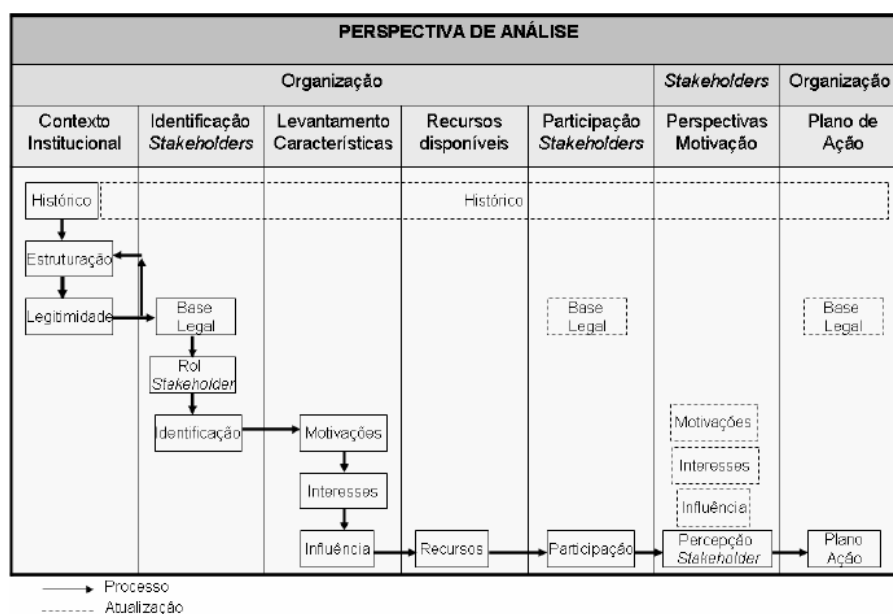 PERSPECTIVA DE ANÁLISE
Organização
Stakeholders
Organização
Contexto
Institucional
Identificação
Stakeholders
Levantamento
Características
Recursos
disponíveis
Participação
Stakeholders
Perspectivas
Motivação
Plano de
Ação
Histórico
Histórico
Estruturação
Legitimidade
Base
Legal
Base
Legal
Base
Legal
Rol
Stakeholder
Identificação
Motivações
Motivações
Interesses
Interesses
Influência
Influência
Recursos
Participação
Percepção
Stakeholder
Plano
Ação
Processo
Atualização